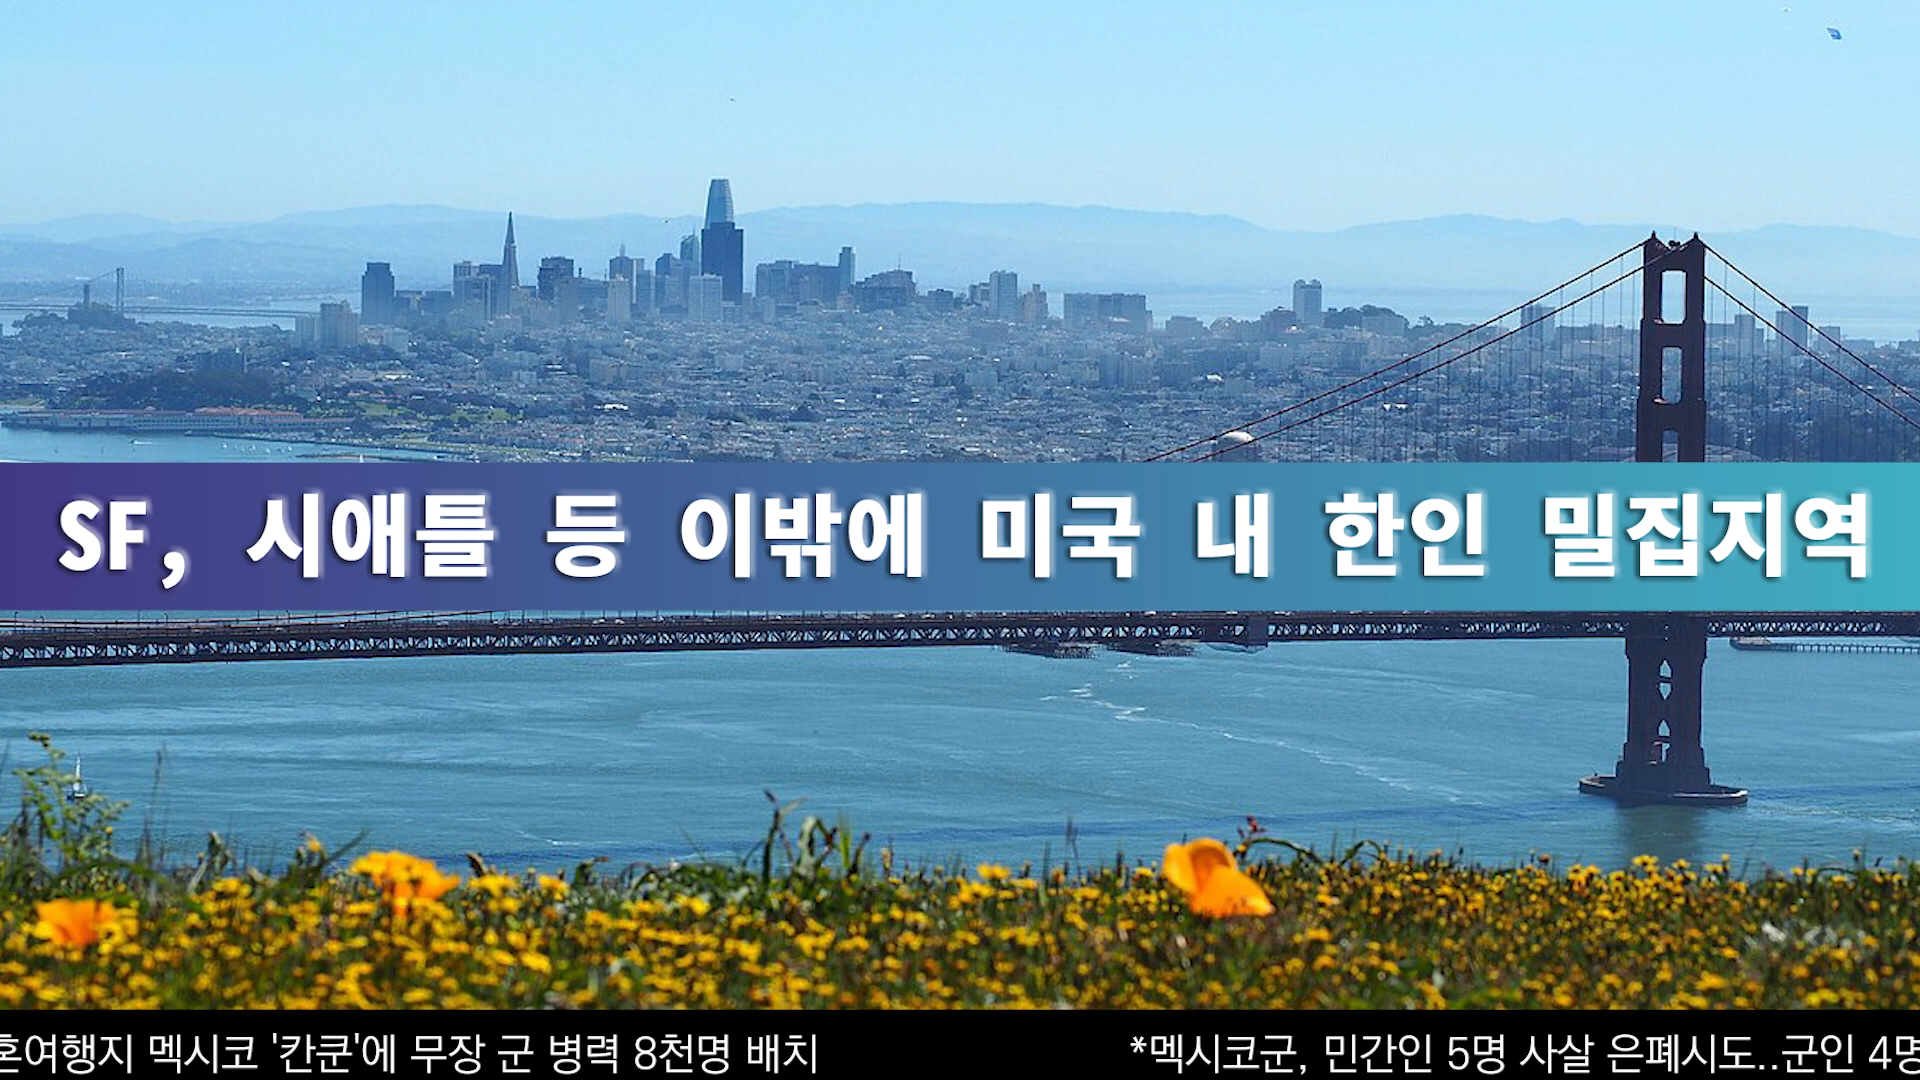 SF, 시애틀 등 이밖에 미국 내 한인 밀집지역
혼여행지 멕시코 '칸쿤'에 무장 군 병력 8천명 배치 *멕시코군, 민간인 5명 사살 은폐시도..군인 4명